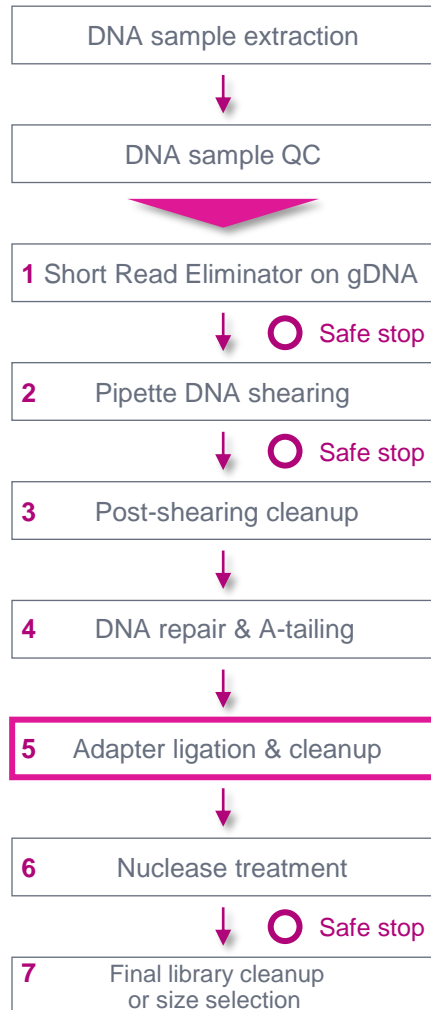 DNA sample extraction
DNA sample QC
1 Short Read Eliminator on gDNA
Safe stop
2 Pipette DNA shearing
Safe stop
3 Post-shearing cleanup
4 DNA repair & A-tailing
5 Adapter ligation & cleanup
6 Nuclease treatment
Safe stop
7 Final library cleanup
or size selection